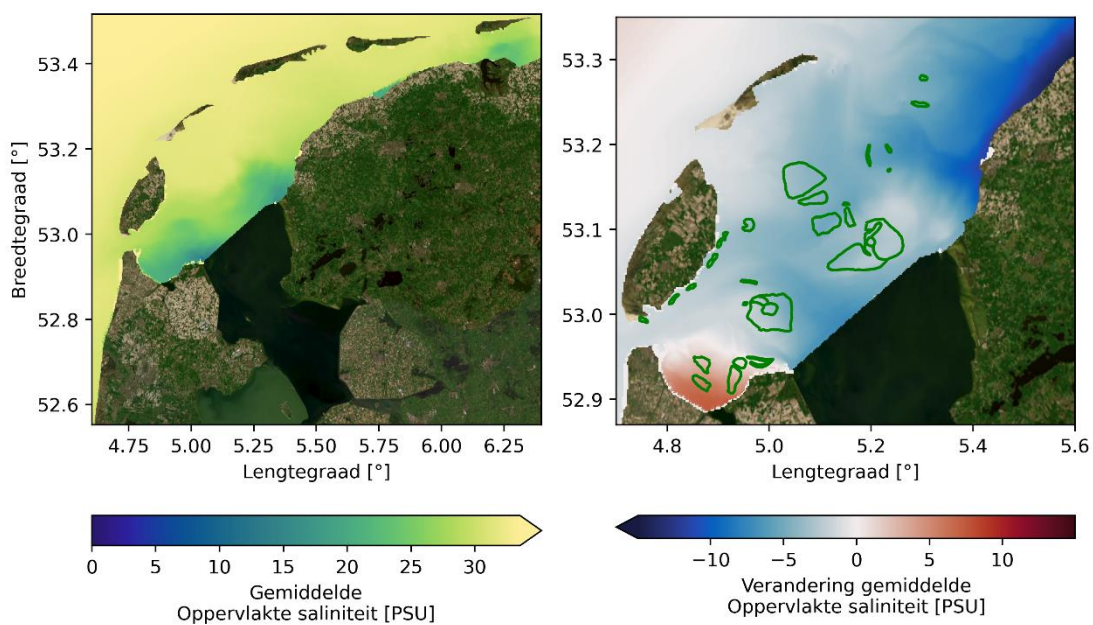 53.4
53.2
53.0
52.8
52.6
Breedtegraad [°]
4.75 5.00 5.25 5.50 5.75 6.00 6.25
Lengtegraad [°]
53.3
53.2
53.1
53.0
52.9
4.8 5.0 5.2 5.4 5.6
Lengtegraad [°]
0 5 10 15 20 25 30
Gemiddelde
Oppervlakte saliniteit [PSU]
−10 −5 0 5 10
Verandering gemiddelde
Oppervlakte saliniteit [PSU]